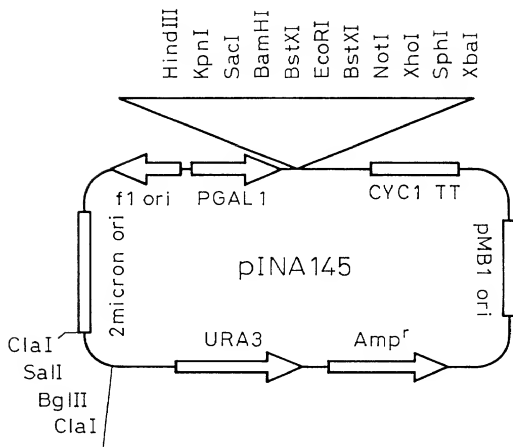 HindIII
KpnI
SacI
BamHI
BstXI
EcoRI
BstXI
NotI
XhoI
SphI
XbaI
f1 ori
PGAL1
CYC1 TT
2micron ori
pINA145
pMB1 ori
URA3
Ampr
ClaI
SalI
BglII
ClaI